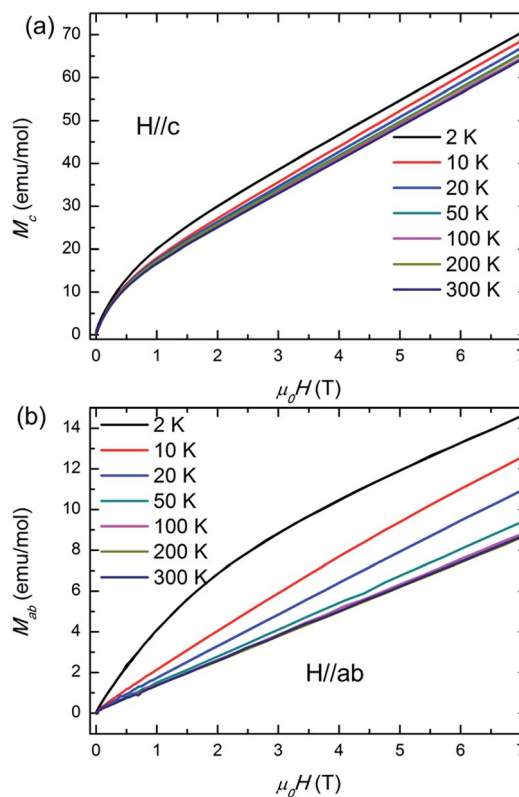 (a)
70
60
50
40
30
20
10
0
M_c (emu/mol)
H//c
2 K
10 K
20 K
50 K
100 K
200 K
300 K
0 1 2 3 4 5 6 7
μ₀H (T)
(b)
14
12
10
8
6
4
2
0
M_ab (emu/mol)
2 K
10 K
20 K
50 K
100 K
200 K
300 K
H//ab
0 1 2 3 4 5 6 7
μ₀H (T)